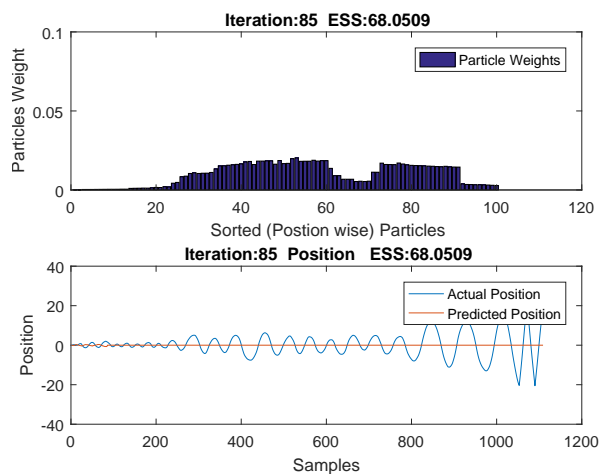 Iteration:85 ESS:68.0509
0.1
0.05
0
Particles Weight
Particle Weights
0 20 40 60 80 100 120
Sorted (Postion wise) Particles
Iteration:85 Position ESS:68.0509
40
20
0
-20
-40
Position
Actual Position
Predicted Position
0 200 400 600 800 1000 1200
Samples